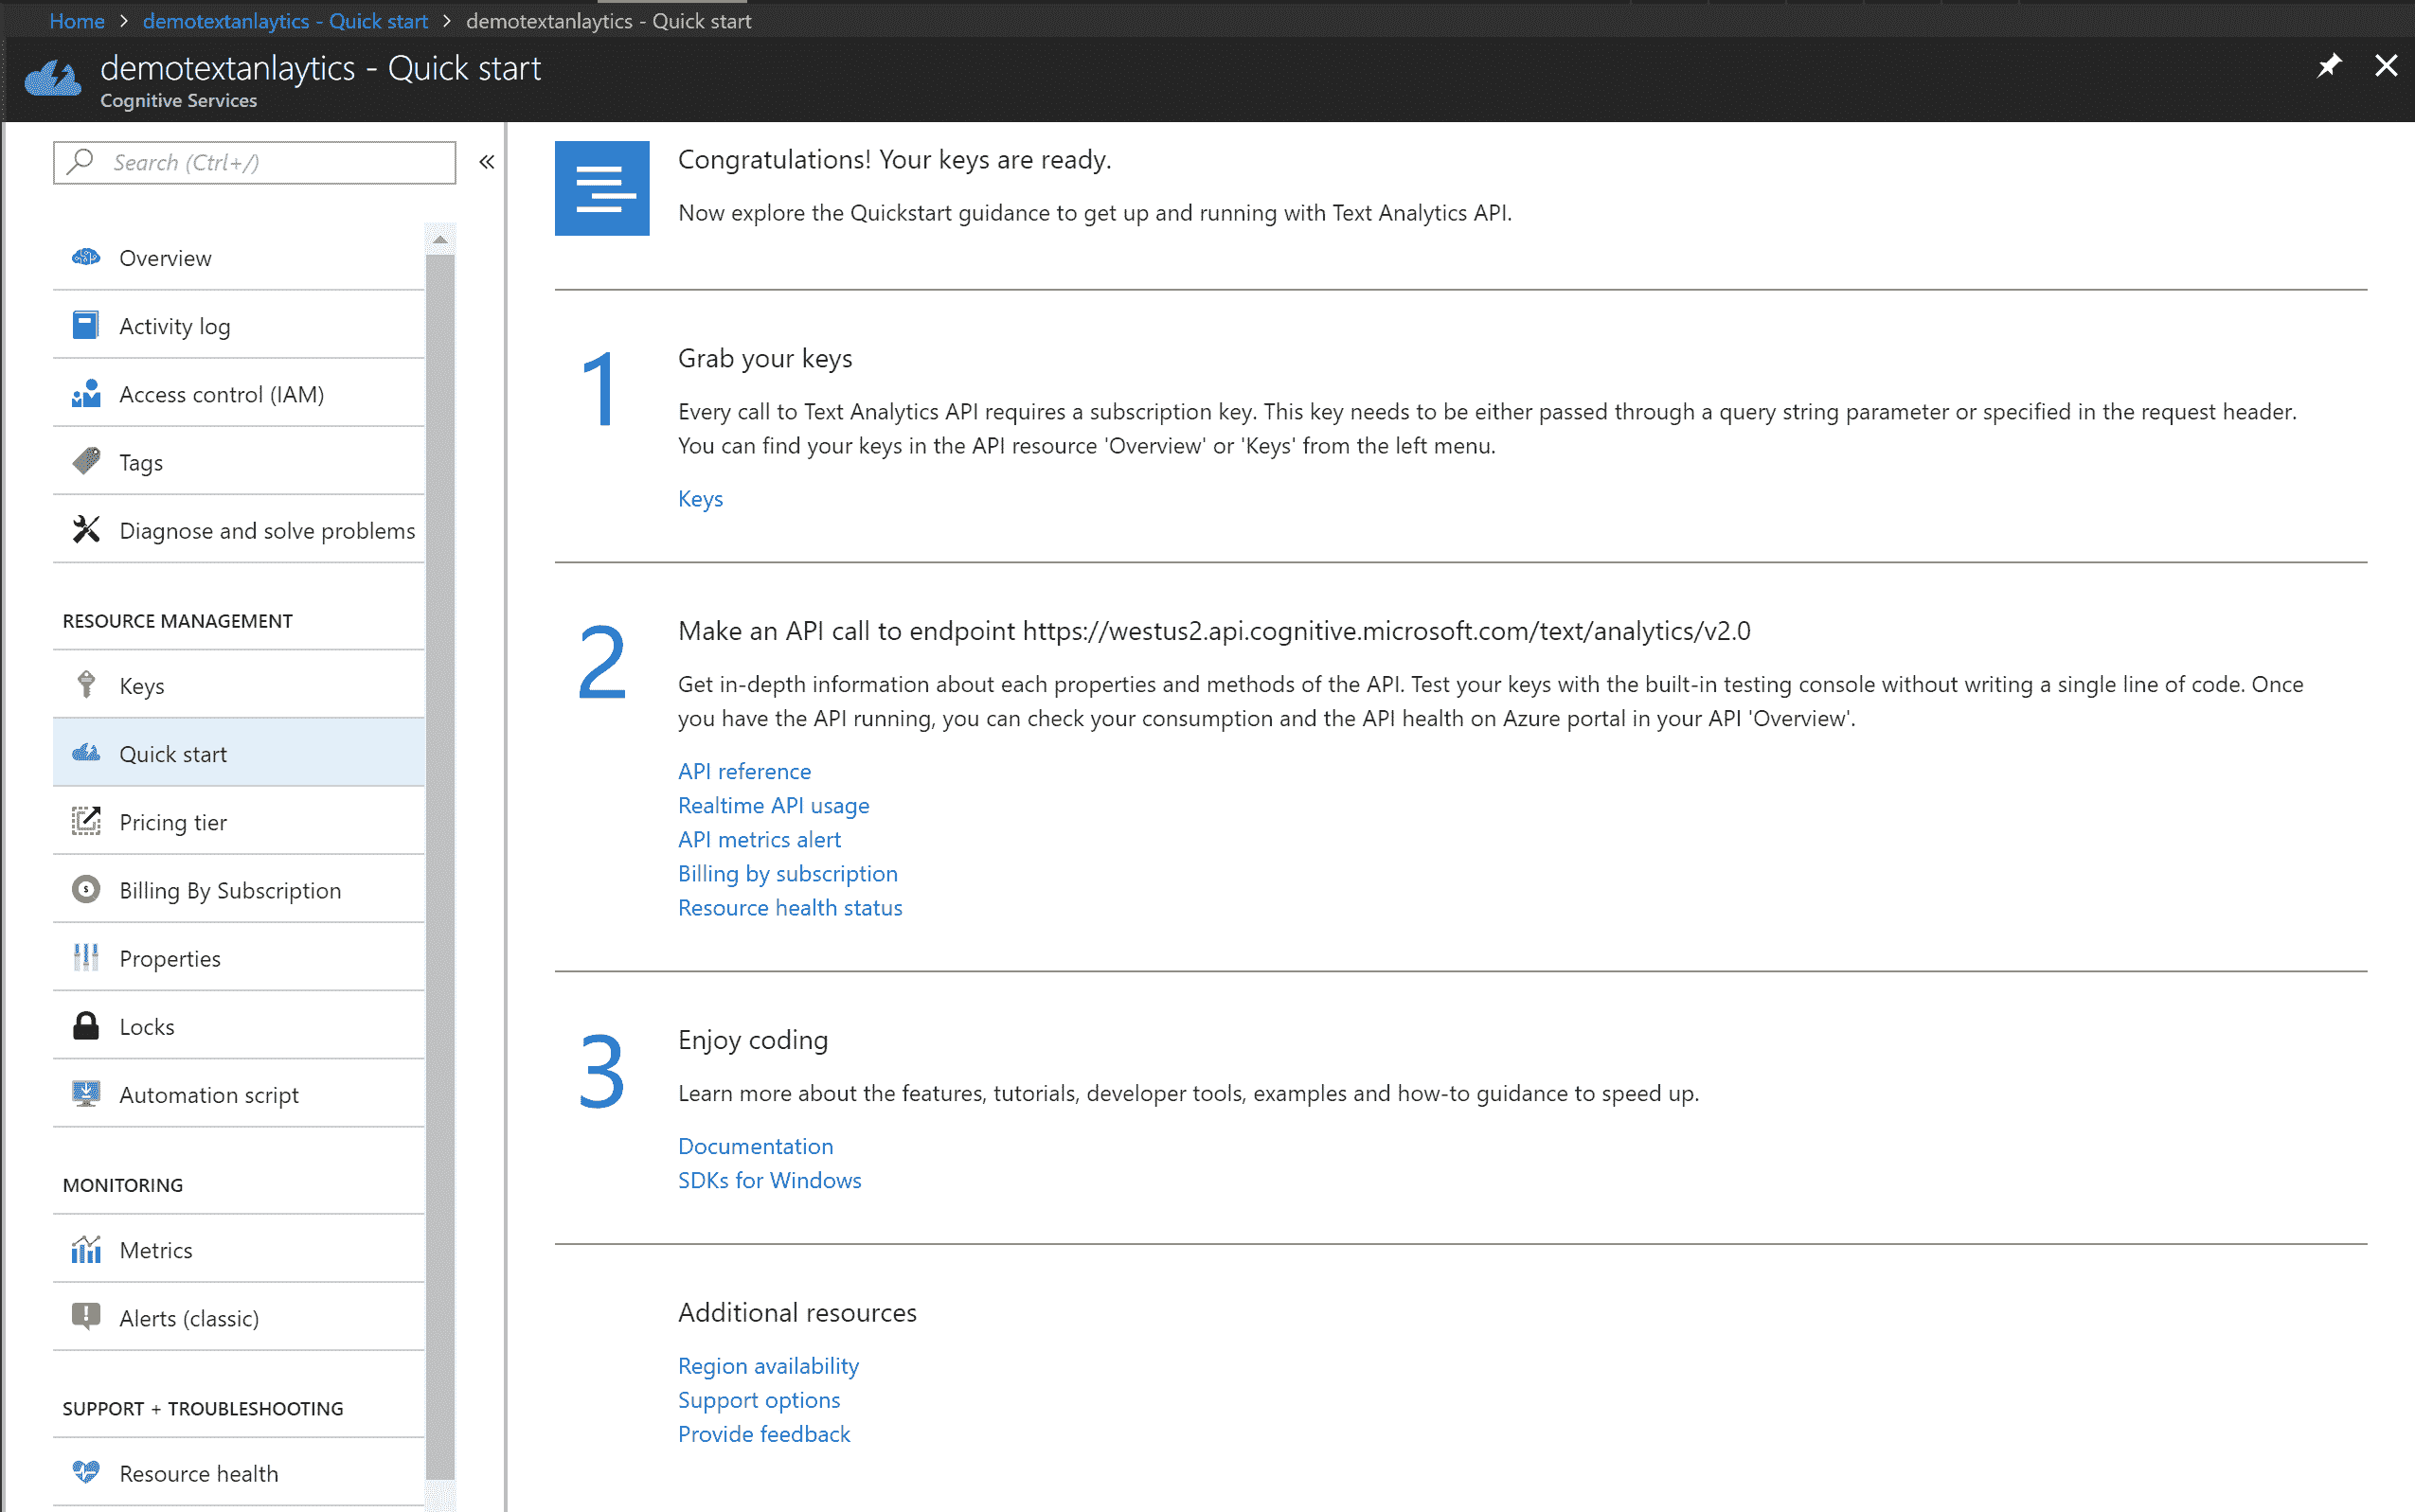 Home > demotextanlaytics - Quick start > demotextanlaytics - Quick start
demotextanlaytics - Quick start
Cognitive Services
Search (Ctrl+/)
Overview
Activity log
Access control (IAM)
Tags
Diagnose and solve problems
RESOURCE MANAGEMENT
Keys
Quick start
Pricing tier
Billing By Subscription
Properties
Locks
Automation script
MONITORING
Metrics
Alerts (classic)
SUPPORT + TROUBLESHOOTING
Resource health
Congratulations! Your keys are ready.
Now explore the Quickstart guidance to get up and running with Text Analytics API.
1
Grab your keys
Every call to Text Analytics API requires a subscription key. This key needs to be either passed through a query string parameter or specified in the request header.
You can find your keys in the API resource 'Overview' or 'Keys' from the left menu.
Keys
2
Make an API call to endpoint https://westus2.api.cognitive.microsoft.com/text/analytics/v2.0
Get in-depth information about each properties and methods of the API. Test your keys with the built-in testing console without writing a single line of code. Once
you have the API running, you can check your consumption and the API health on Azure portal in your API 'Overview'.
API reference
Realtime API usage
API metrics alert
Billing by subscription
Resource health status
3
Enjoy coding
Learn more about the features, tutorials, developer tools, examples and how-to guidance to speed up.
Documentation
SDKs for Windows
Additional resources
Region availability
Support options
Provide feedback